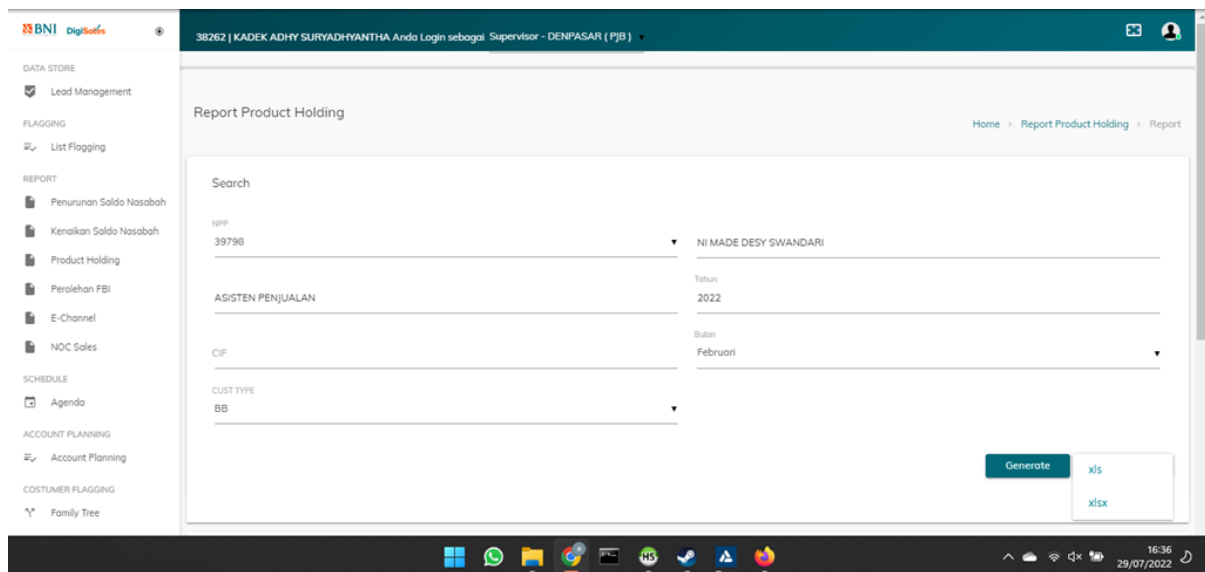 BNI DigiSales
38262 | KADEK ADHY SURYADHYANTHA Anda Login sebagai Supervisor - DENPASAR ( PJB )
DATA STORE
Lead Management
FLAGGING
List Flagging
REPORT
Penurunan Saldo Nasabah
Kenaikan Saldo Nasabah
Product Holding
Perolehan FBI
E-Channel
NOC Sales
SCHEDULE
Agenda
ACCOUNT PLANNING
Account Planning
COSTUMER FLAGGING
Family Tree
Report Product Holding
Home > Report Product Holding > Report
Search
NPP
39798
NI MADE DESY SWANDARI
ASISTEN PENJUALAN
Tahun
2022
CIF
Bulan
Februari
CUST TYPE
BB
Generate
xls
xlsx
HS
16:36
29/07/2022